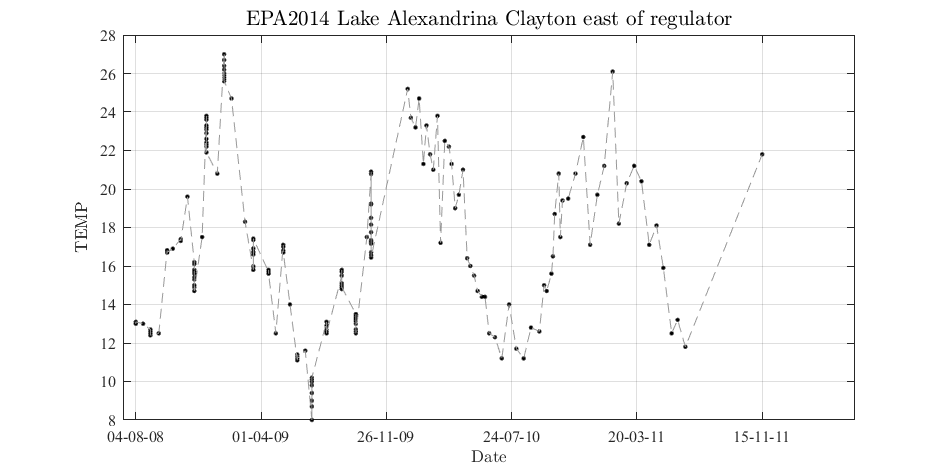 EPA2014 Lake Alexandrina Clayton east of regulator
28
26
24
22
20
18
16
14
12
10
8
TEMP
04-08-08 01-04-09 26-11-09 24-07-10 20-03-11 15-11-11
Date